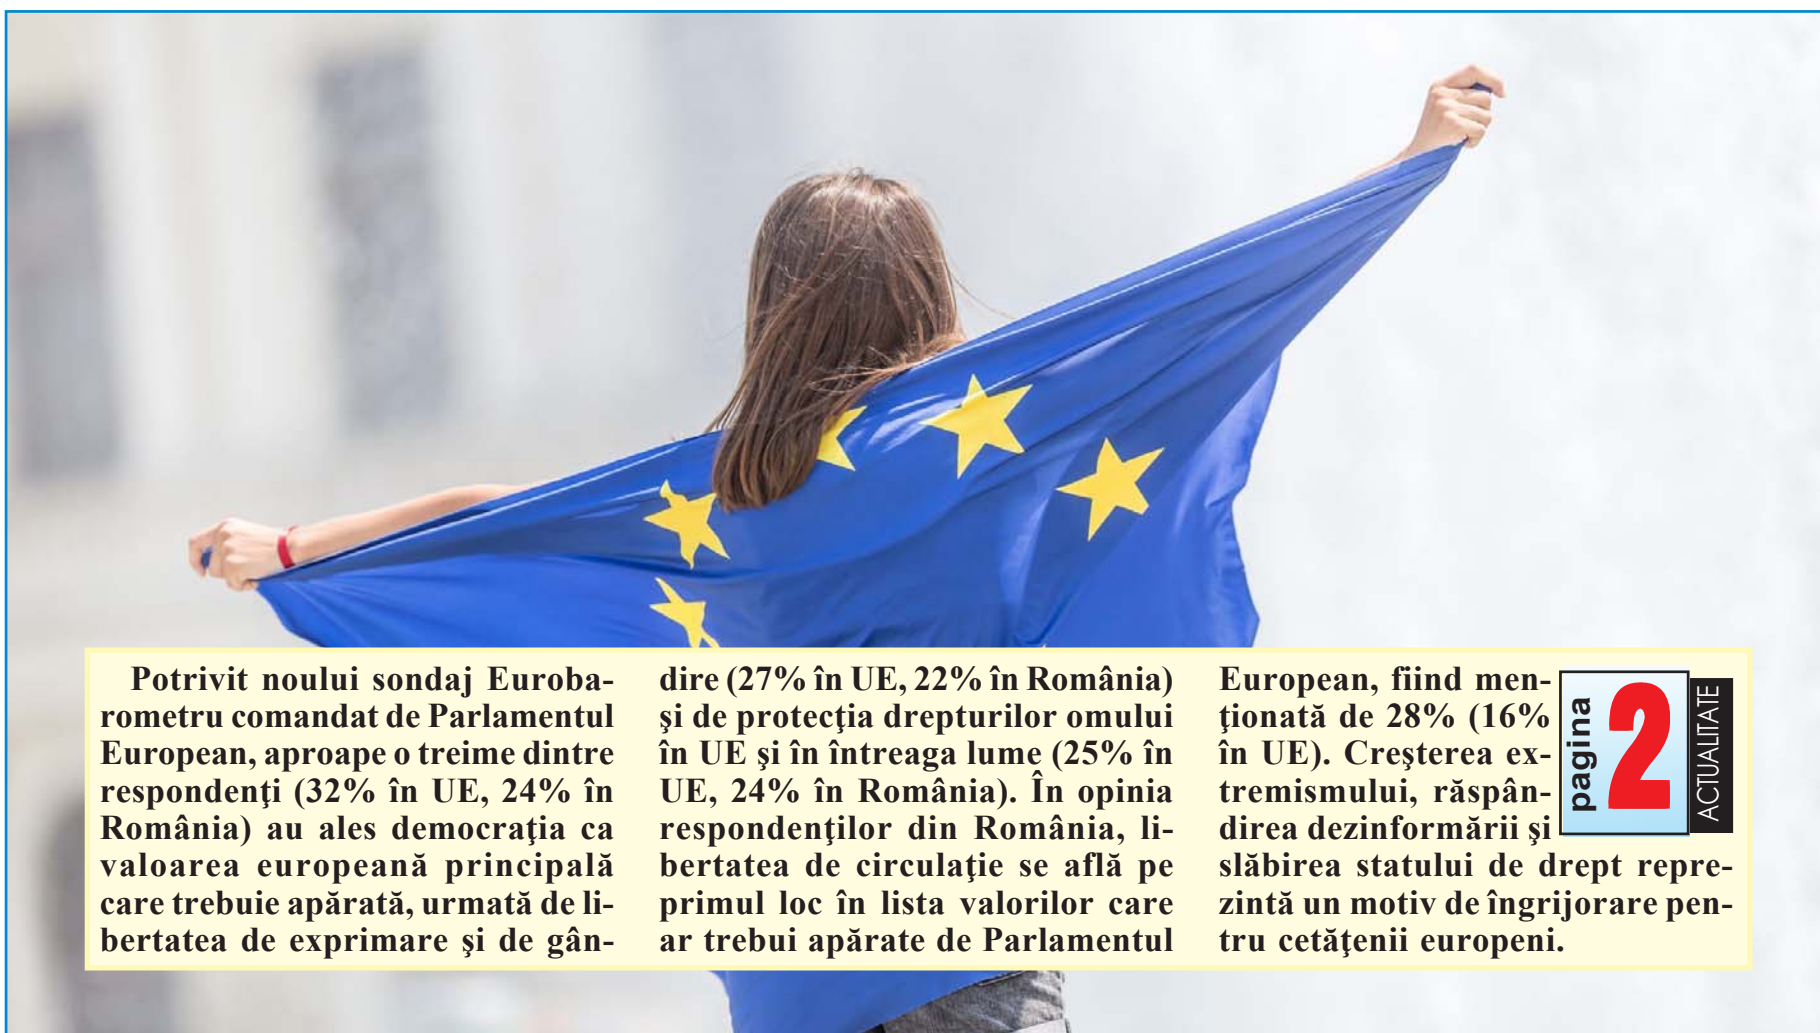 Potrivit noului sondaj Euroba-
rometru comandat de Parlamentul
European, aproape o treime dintre
respondenţi (32% în UE, 24% în
România) au ales democraţia ca
valoarea europeană principală
care trebuie apărată, urmată de li-
bertatea de exprimare şi de gân-
dire (27% în UE, 22% în România)
şi de protecţia drepturilor omului
în UE şi în întreaga lume (25% în
UE, 24% în România). În opinia
respondenţilor din România, li-
bertatea de circulaţie se află pe
primul loc în lista valorilor care
ar trebui apărate de Parlamentul
European, fiind men-
ţionată de 28% (16%
în UE). Creşterea ex-
tremismului, răspân-
direa dezinformării şi
slăbirea statului de drept repre-
zintă un motiv de îngrijorare pen-
tru cetăţenii europeni.
pagina
2
ACTUALITATE